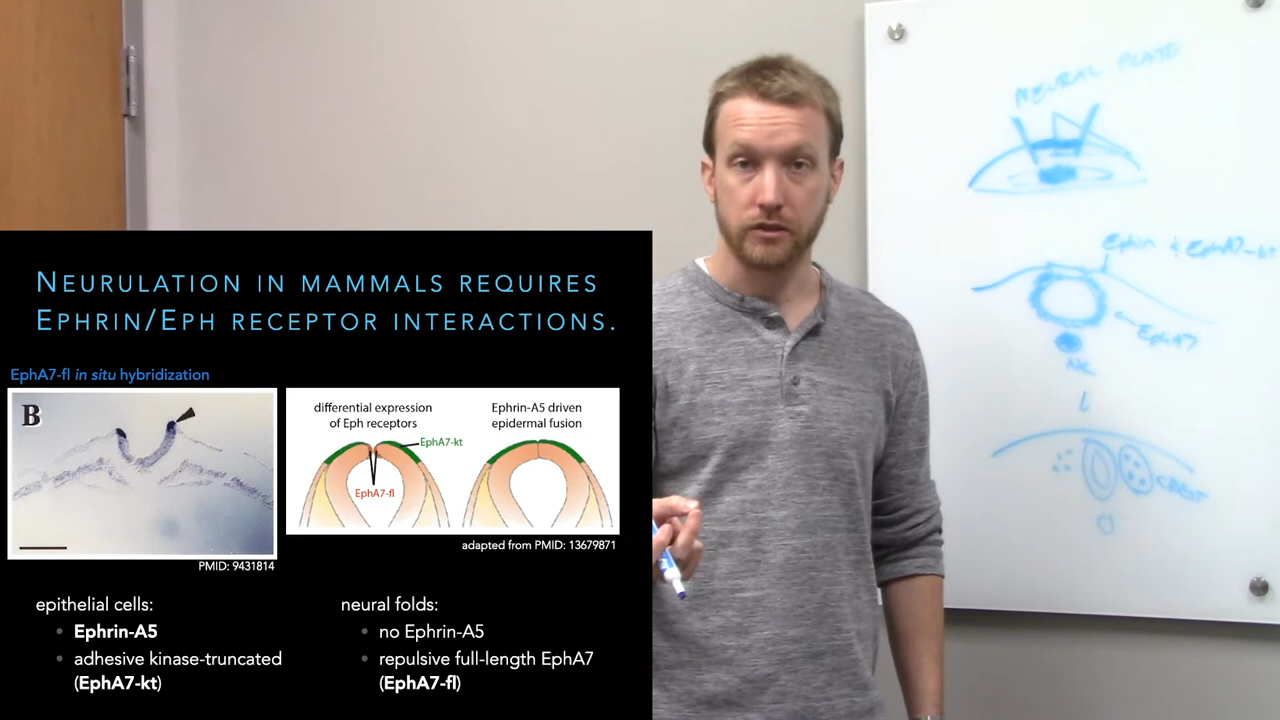 NEURULATION IN MAMMALS REQUIRES
EPHRIN/EPH RECEPTOR INTERACTIONS.
EphA7-fl in situ hybridization
B
PMID: 9431814
differential expression
of Eph receptors
EphA7-kt
EphA7-fl
Ephrin-A5 driven
epidermal fusion
adapted from PMID: 13679871
epithelial cells:
• Ephrin-A5
• adhesive kinase-truncated
(EphA7-kt)
neural folds:
• no Ephrin-A5
• repulsive full-length EphA7
(EphA7-fl)
NEURAL PLATE
Ephrin & EphA7-kt
EphA7
NC
CREST